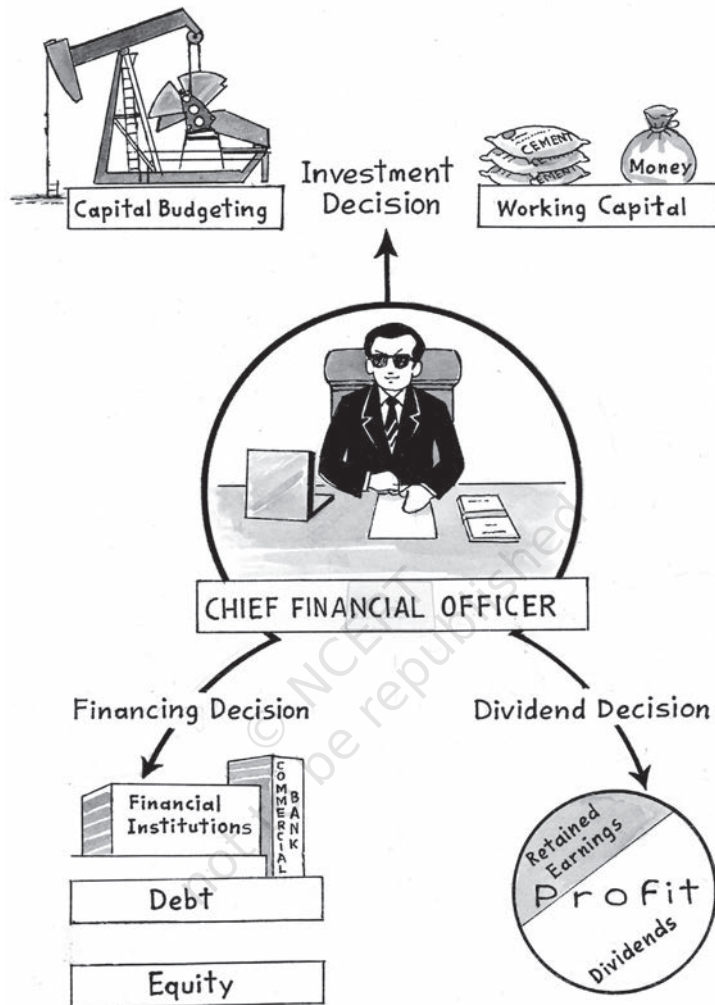 CEMENT
CEMENT
Money
Capital Budgeting
Investment
Decision
Working Capital
CHIEF FINANCIAL OFFICER
© NCERT
not to be republished
Financing Decision
Dividend Decision
Financial
Institutions
COMMERCIAL
BANK
Debt
Equity
Retained
Earnings
Profit
Dividends